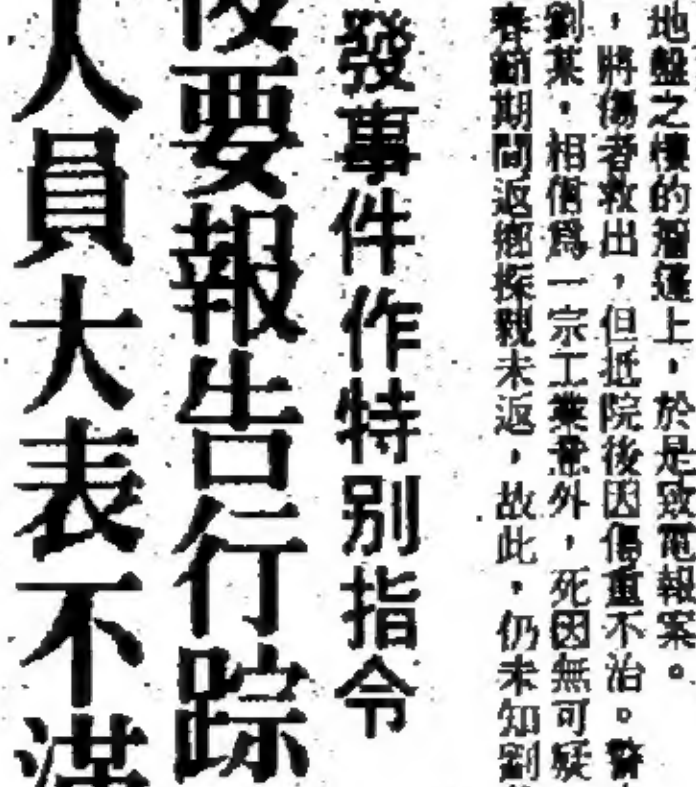 地盤之樓的簷篷上，於是致電報案。
，將傷者救出，但抵院後因傷重不治。警
劉某，相信爲一宗工業意外，死因無可疑
春節期間返鄉探親未返，故此，仍未知劉
發事件作特別指令
後要報告行踪
人員大表不滿